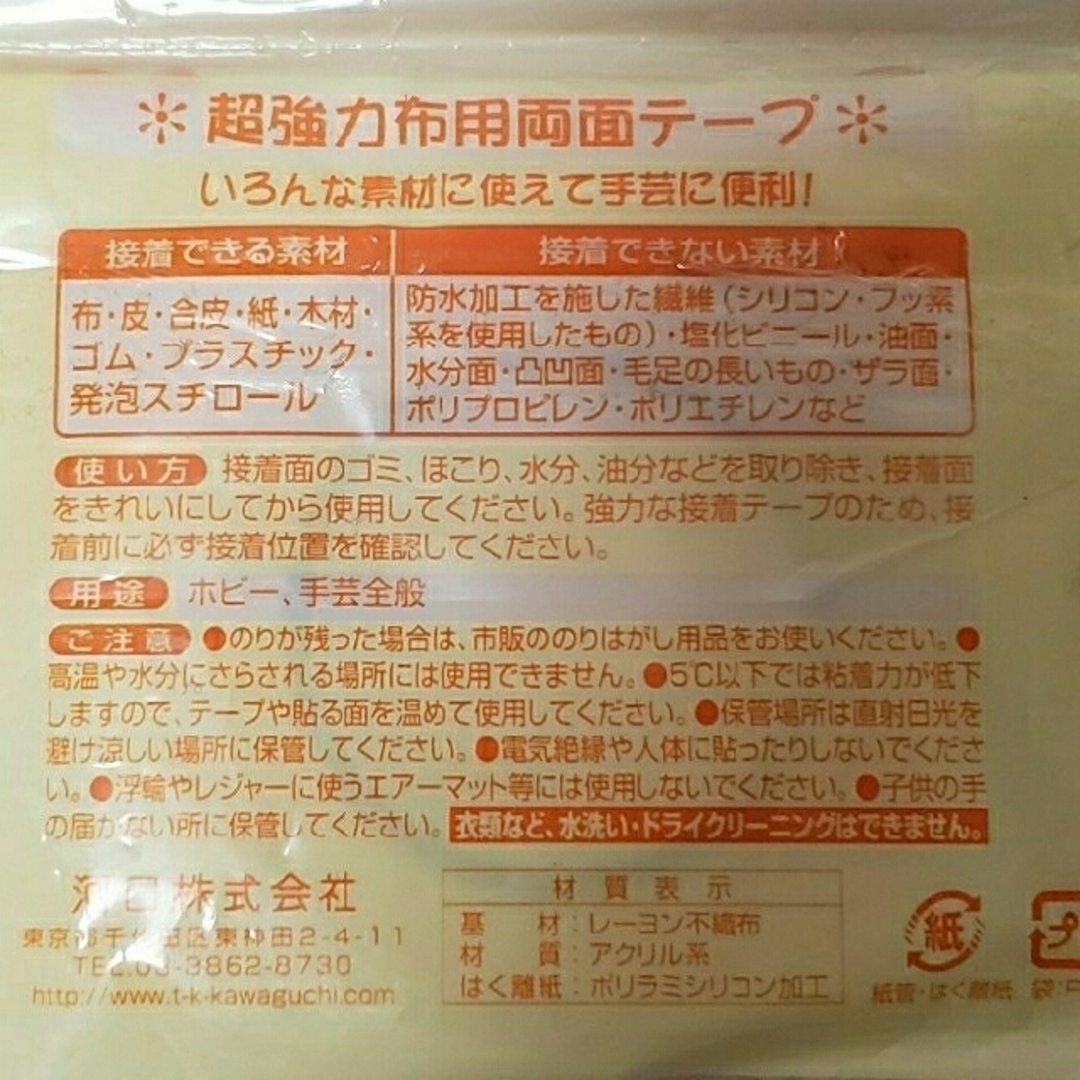 超強力布用両面テープ
いろんな素材に使えて手芸に便利!
接着できる素材
布・皮・合皮・紙・木材・
ゴム・プラスチック・
発泡スチロール
接着できない素材
防水加工を施した繊維(シリコン・フッ素
系を使用したもの)・塩化ビニール・油面・
水分面・凸凹面・毛足の長いもの・ザラ面・
ポリプロピレン・ポリエチレンなど
使い方 接着面のゴミ、ほこり、水分、油分などを取り除き、接着面
をきれいにしてから使用してください。強力な接着テープのため、接
着前に必ず接着位置を確認してください。
用途 ホビー、手芸全般
ご注意 ●のりが残った場合は、市販ののりはがし用品をお使いください。●
高温や水分にさらされる場所には使用できません。●5℃以下では粘着力が低下
しますので、テープや貼る面を温めて使用してください。●保管場所は直射日光を
避け涼しい場所に保管してください。●電気絶縁や人体に貼ったりしないでくださ
い。●浮輪やレジャーに使うエアーマット等には使用しないでください。●子供の手
の届かない所に保管してください。 衣類など、水洗い・ドライクリーニングはできません。
河口株式会社
東京都千代田区東神田2-4-11
TEL.03-3862-8730
http://www.t-k-kawaguchi.com
材質表示
基材:レーヨン不織布
材質:アクリル系
はく離紙:ポリラミシリコン加工
紙
紙管・はく離紙
プ
袋:P